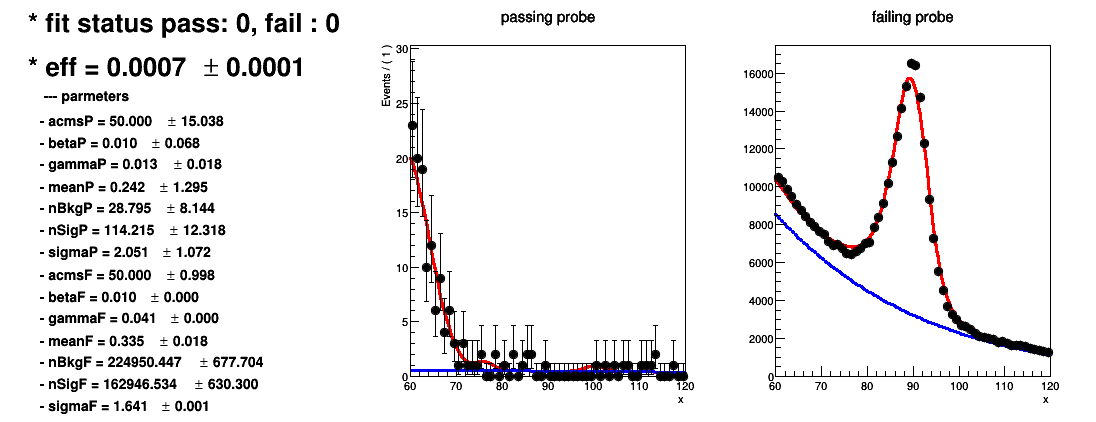 * fit status pass: 0, fail : 0
* eff = 0.0007 ± 0.0001
--- parmeters
- acmsP = 50.000 ± 15.038
- betaP = 0.010 ± 0.068
- gammaP = 0.013 ± 0.018
- meanP = 0.242 ± 1.295
- nBkgP = 28.795 ± 8.144
- nSigP = 114.215 ± 12.318
- sigmaP = 2.051 ± 1.072
- acmsF = 50.000 ± 0.998
- betaF = 0.010 ± 0.000
- gammaF = 0.041 ± 0.000
- meanF = 0.335 ± 0.018
- nBkgF = 224950.447 ± 677.704
- nSigF = 162946.534 ± 630.300
- sigmaF = 1.641 ± 0.001
passing probe
Events / ( 1 )
30
25
20
15
10
5
0
60 70 80 90 100 110 120
x
failing probe
16000
14000
12000
10000
8000
6000
4000
2000
0
60 70 80 90 100 110 120
x